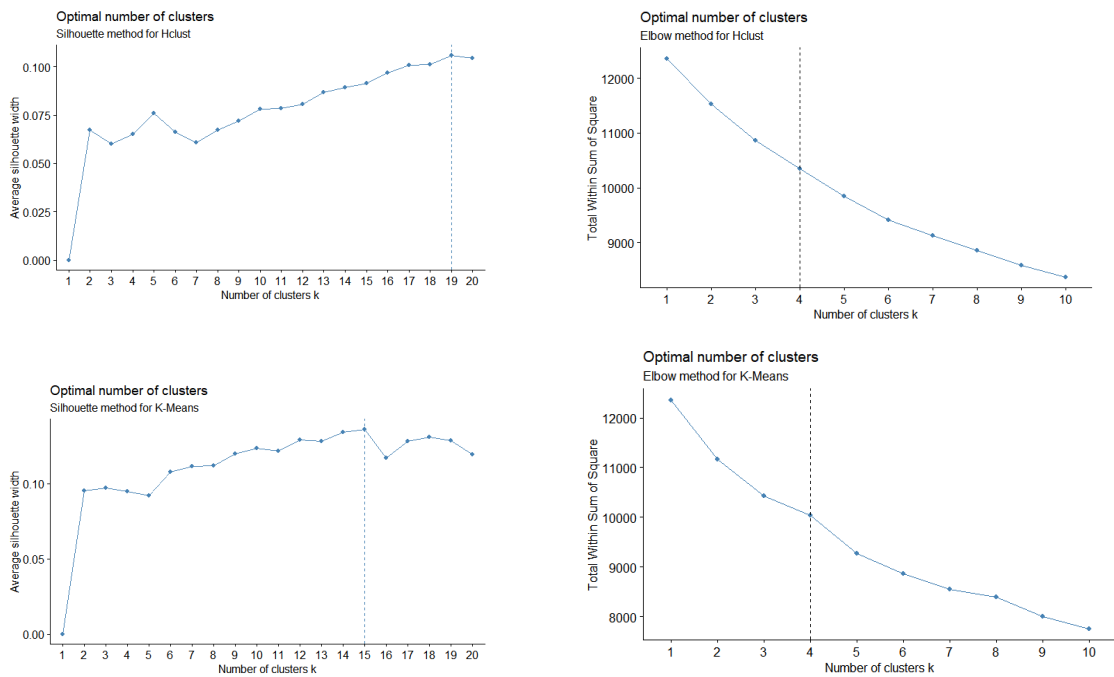 Optimal number of clusters
Silhouette method for Hclust
Average silhouette width
0.100
0.075
0.050
0.025
0.000
1 2 3 4 5 6 7 8 9 10 11 12 13 14 15 16 17 18 19 20
Number of clusters k
Optimal number of clusters
Elbow method for Hclust
Total Within Sum of Square
12000
11000
10000
9000
1 2 3 4 5 6 7 8 9 10
Number of clusters k
Optimal number of clusters
Silhouette method for K-Means
Average silhouette width
0.10
0.05
0.00
1 2 3 4 5 6 7 8 9 10 11 12 13 14 15 16 17 18 19 20
Number of clusters k
Optimal number of clusters
Elbow method for K-Means
Total Within Sum of Square
12000
11000
10000
9000
8000
1 2 3 4 5 6 7 8 9 10
Number of clusters k